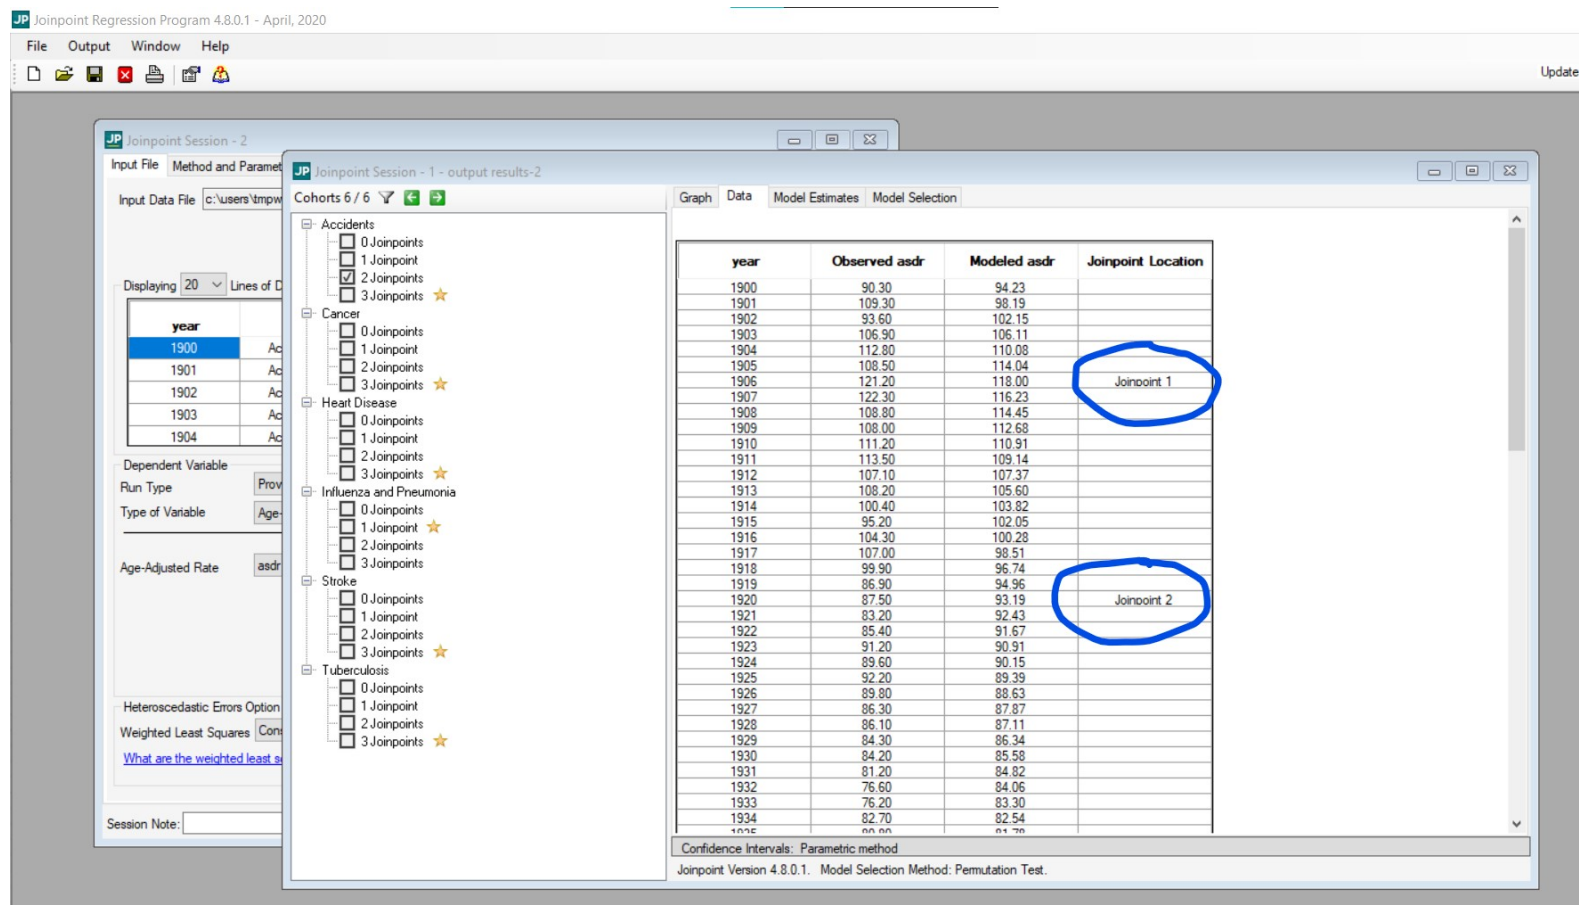 JP Joinpoint Regression Program 4.8.0.1 - April, 2020
File Output Window Help
Update
JP Joinpoint Session - 2
Input File Method and Paramet
Input Data File c:\users\tmpw
Displaying 20 Lines of D
year
1900 Ac
1901 Ac
1902 Ac
1903 Ac
1904 Ac
Dependent Variable
Run Type Prov
Type of Variable Age-
Age-Adjusted Rate asdr
Heteroscedastic Errors Option
Weighted Least Squares Con
What are the weighted least s
Session Note:
JP Joinpoint Session - 1 - output results-2
Cohorts 6 / 6
Accidents
0 Joinpoints
1 Joinpoint
2 Joinpoints
3 Joinpoints
Cancer
0 Joinpoints
1 Joinpoint
2 Joinpoints
3 Joinpoints
Heart Disease
0 Joinpoints
1 Joinpoint
2 Joinpoints
3 Joinpoints
Influenza and Pneumonia
0 Joinpoints
1 Joinpoint
2 Joinpoints
3 Joinpoints
Stroke
0 Joinpoints
1 Joinpoint
2 Joinpoints
3 Joinpoints
Tuberculosis
0 Joinpoints
1 Joinpoint
2 Joinpoints
3 Joinpoints
Graph Data Model Estimates Model Selection
year Observed asdr Modeled asdr Joinpoint Location
1900 90.30 94.23
1901 109.30 98.19
1902 93.60 102.15
1903 106.90 106.11
1904 112.80 110.08
1905 108.50 114.04
1906 121.20 118.00 Joinpoint 1
1907 122.30 116.23
1908 108.80 114.45
1909 108.00 112.68
1910 111.20 110.91
1911 113.50 109.14
1912 107.10 107.37
1913 108.20 105.60
1914 100.40 103.82
1915 95.20 102.05
1916 104.30 100.28
1917 107.00 98.51
1918 99.90 96.74
1919 86.90 94.96
1920 87.50 93.19 Joinpoint 2
1921 83.20 92.43
1922 85.40 91.67
1923 91.20 90.91
1924 89.60 90.15
1925 92.20 89.39
1926 89.80 88.63
1927 86.30 87.87
1928 86.10 87.11
1929 84.30 86.34
1930 84.20 85.58
1931 81.20 84.82
1932 76.60 84.06
1933 76.20 83.30
1934 82.70 82.54
Confidence Intervals: Parametric method
Joinpoint Version 4.8.0.1. Model Selection Method: Permutation Test.